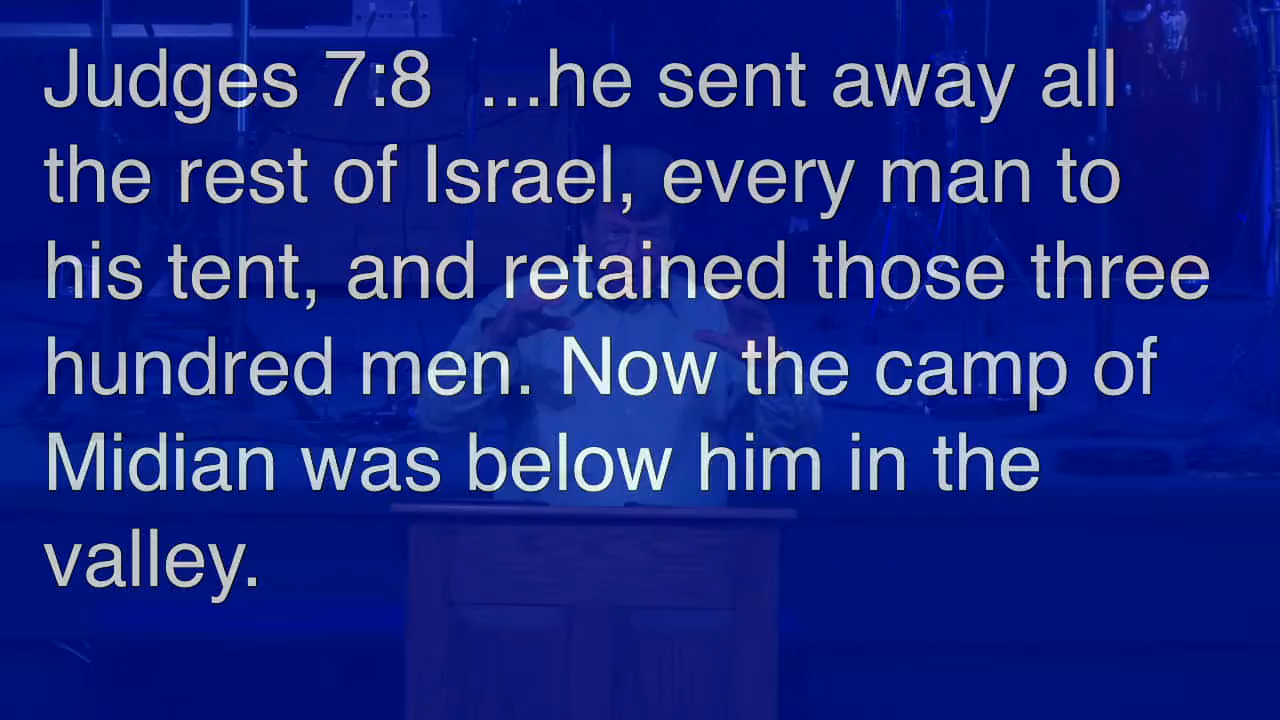 Judges 7:8  ...he sent away all
the rest of Israel, every man to
his tent, and retained those three
hundred men. Now the camp of
Midian was below him in the
valley.